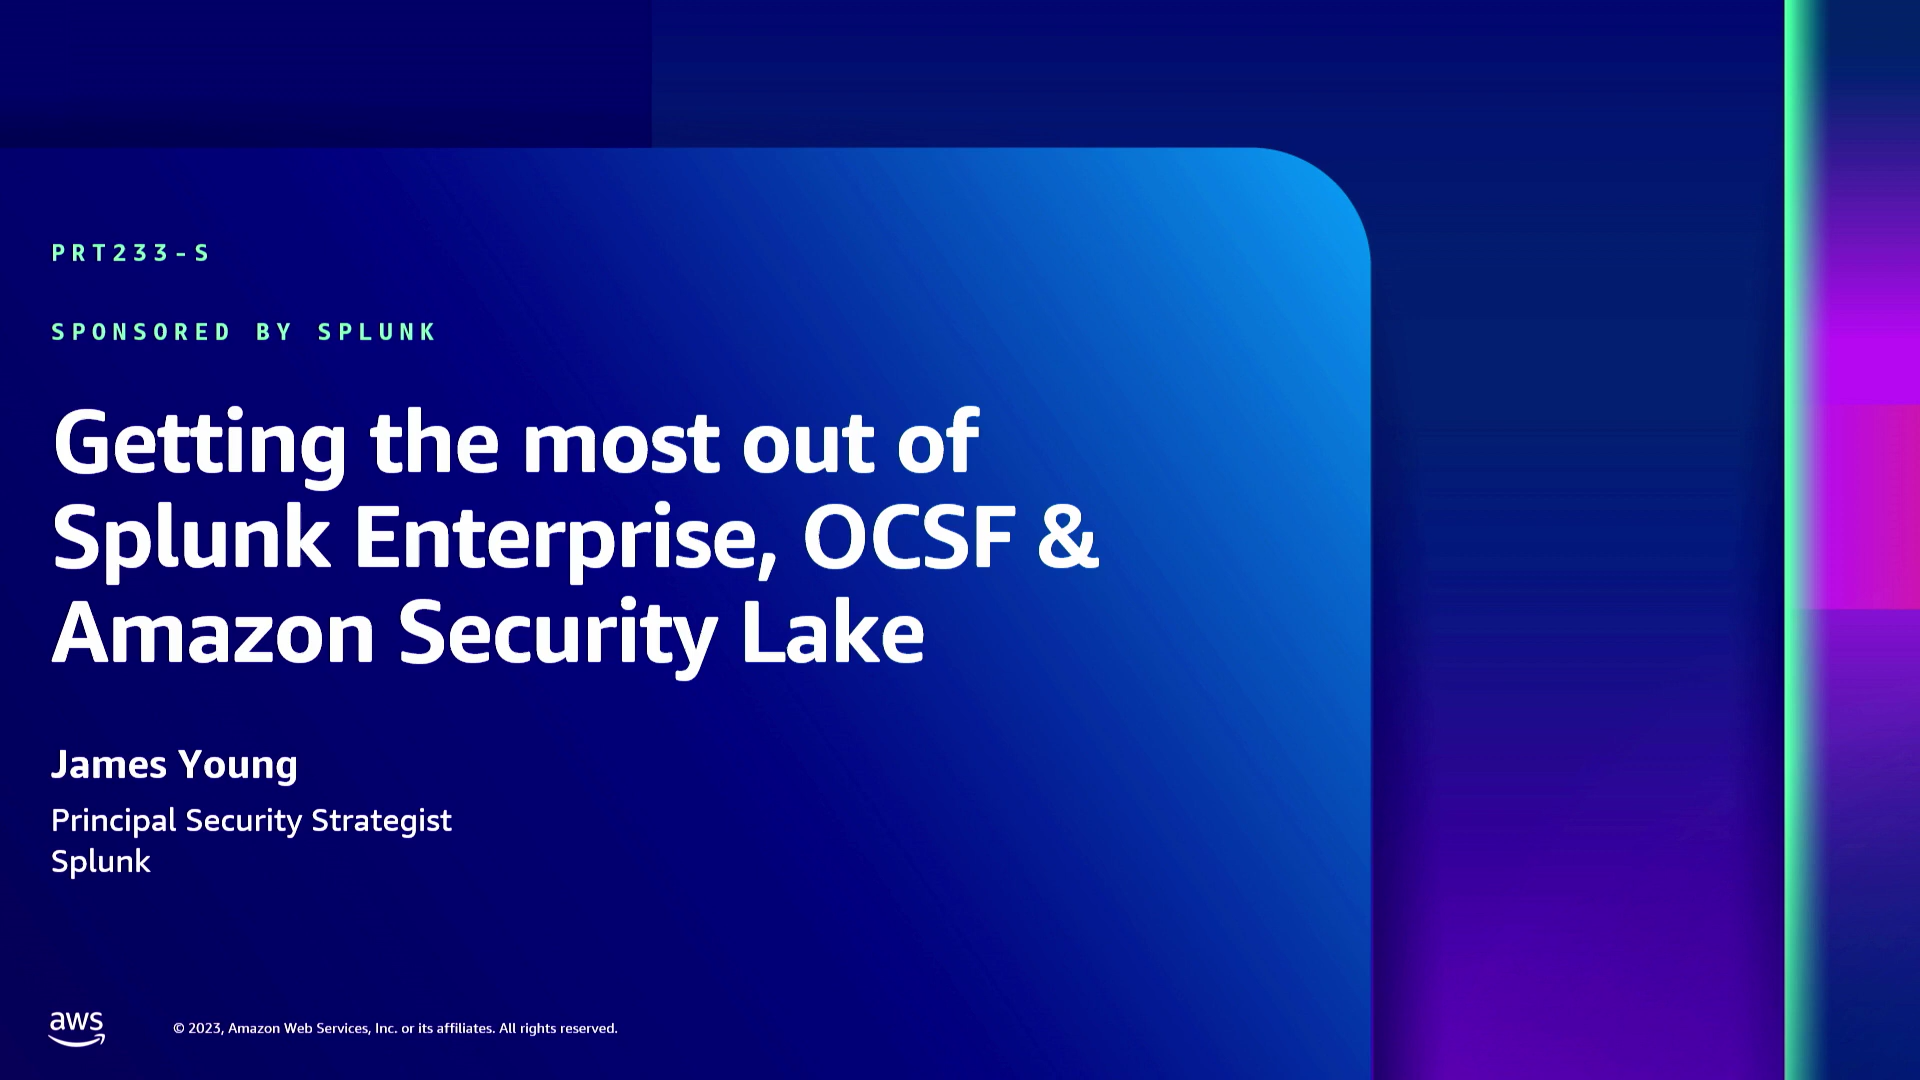 PRT233-S
SPONSORED BY SPLUNK
Getting the most out of
Splunk Enterprise, OCSF &
Amazon Security Lake
James Young
Principal Security Strategist
Splunk
aws
© 2023, Amazon Web Services, Inc. or its affiliates. All rights reserved.